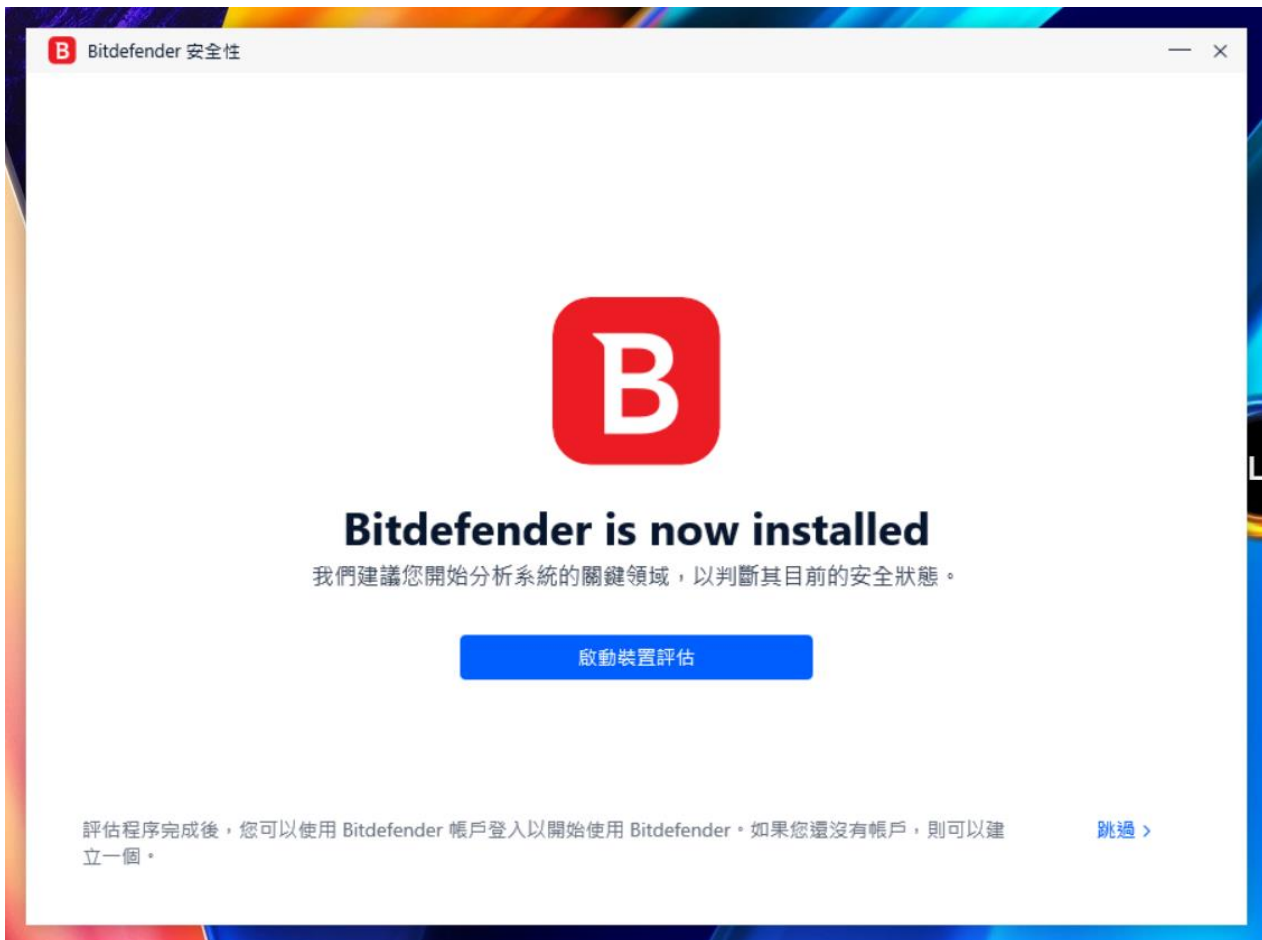 B Bitdefender 安全性
B
Bitdefender is now installed
我們建議您開始分析系統的關鍵領域，以判斷其目前的安全狀態。
啟動裝置評估
評估程序完成後，您可以使用 Bitdefender 帳戶登入以開始使用 Bitdefender。如果您還沒有帳戶，則可以建
立一個。
跳過 >
L